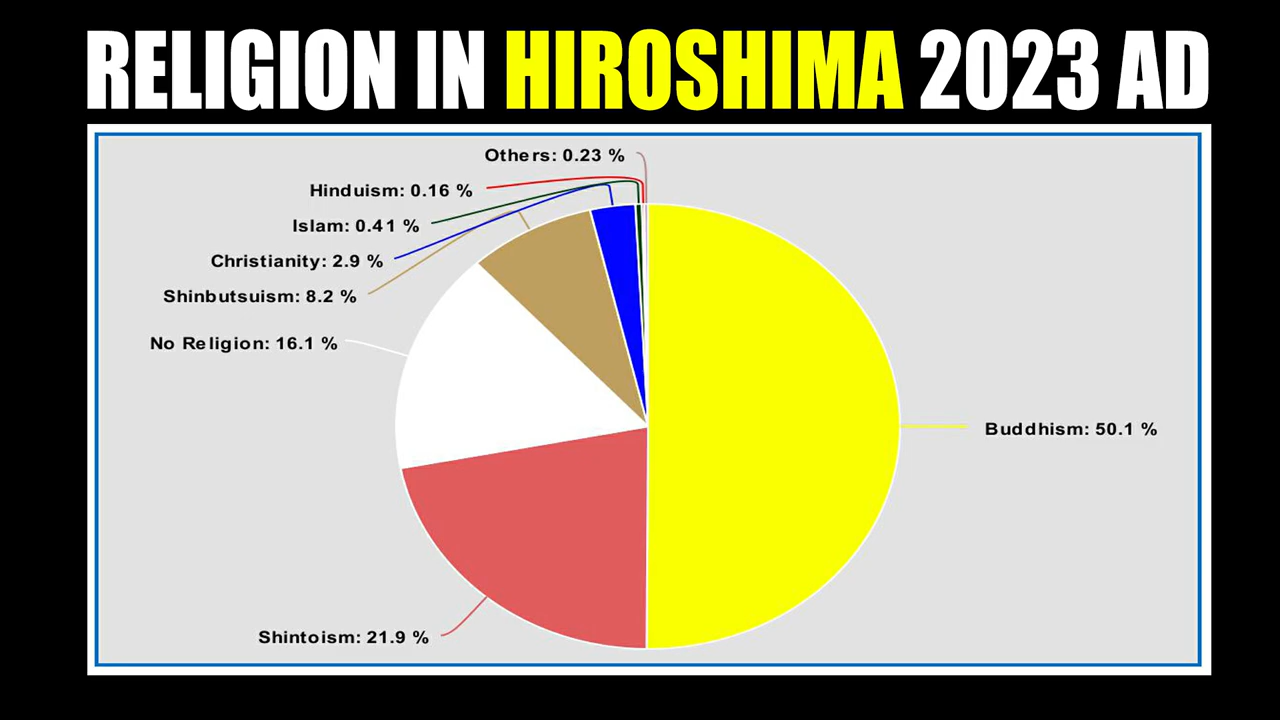 RELIGION IN HIROSHIMA 2023 AD
Others: 0.23 %
Hinduism: 0.16 %
Islam: 0.41 %
Christianity: 2.9 %
Shinbutsuism: 8.2 %
No Religion: 16.1 %
Buddhism: 50.1 %
Shintoism: 21.9 %